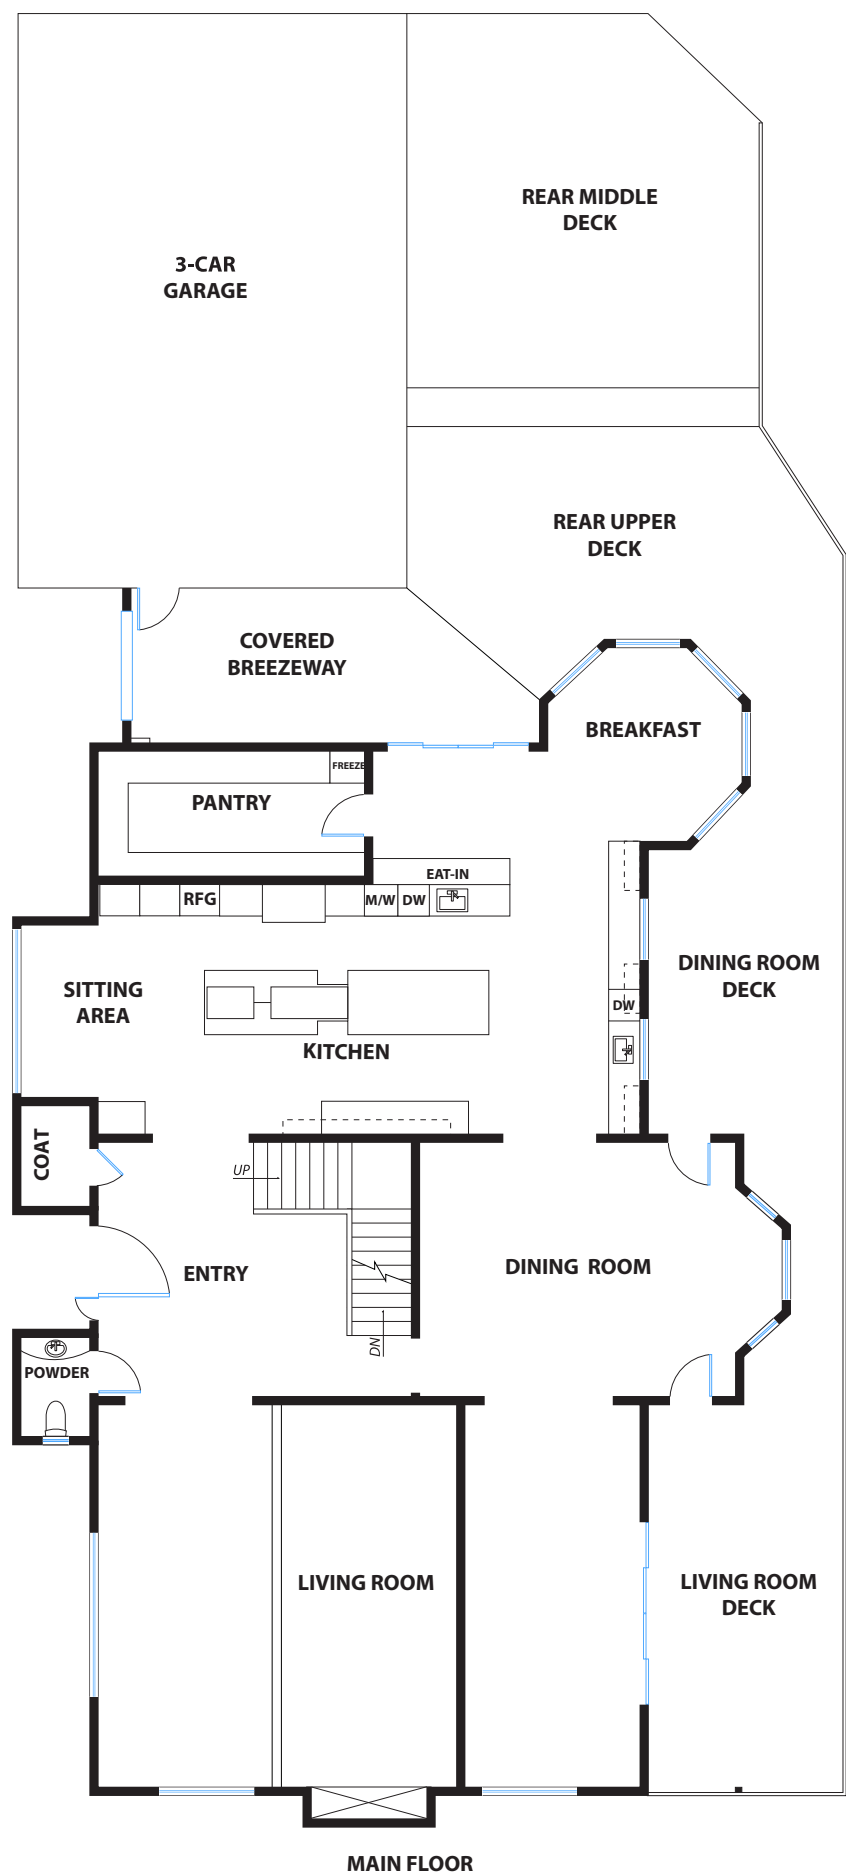 REAR MIDDLE
DECK
3-CAR
GARAGE
REAR UPPER
DECK
COVERED
BREEZEWAY
BREAKFAST
FREEZE
PANTRY
EAT-IN
RFG
M/W
DW
SITTING
AREA
DINING ROOM
DECK
DW
KITCHEN
COAT
UP
ENTRY
DINING ROOM
DN
POWDER
LIVING ROOM
LIVING ROOM
DECK
MAIN FLOOR